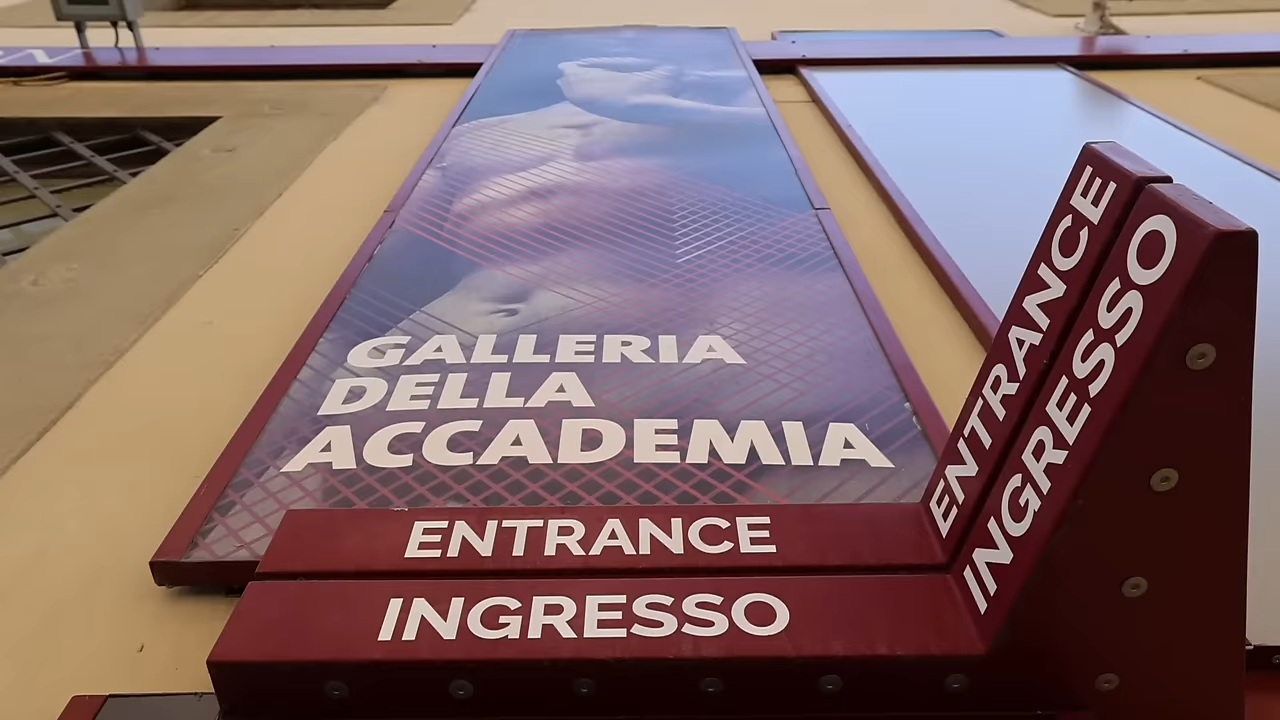 GALLERIA
DELLA
ACCADEMIA
ENTRANCE
INGRESSO
ENTRANCE
INGRESSO